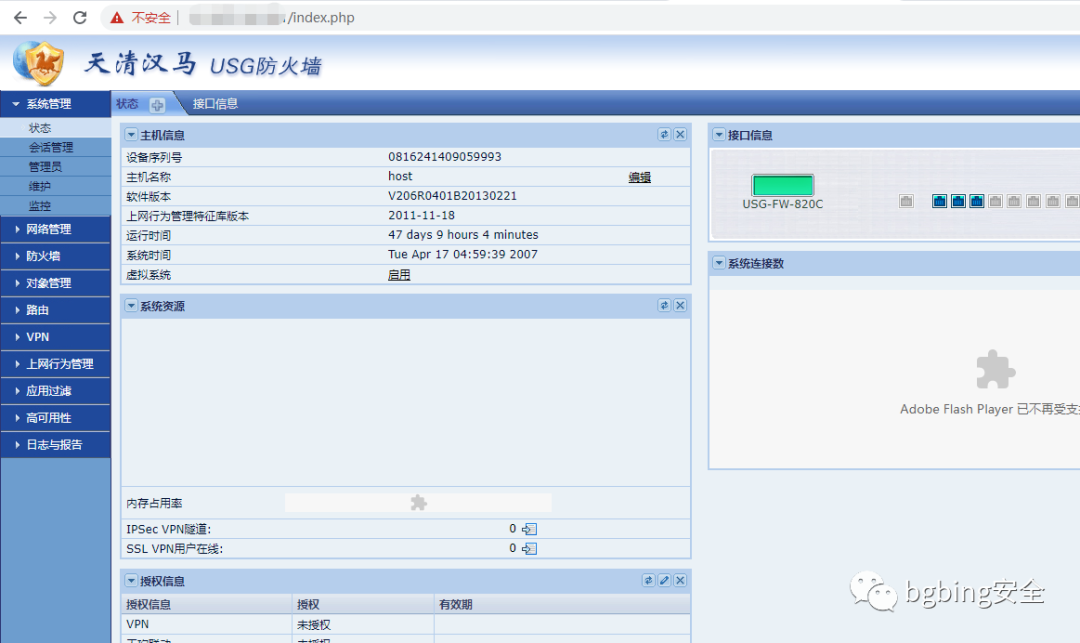 不安全 | /index.php
天清汉马 USG防火墙
系统管理
状态
会话管理
管理员
维护
监控
网络管理
防火墙
对象管理
路由
VPN
上网行为管理
应用过滤
高可用性
日志与报告
状态 接口信息
主机信息
设备序列号 0816241409059993
主机名称 host 编辑
软件版本 V206R0401B20130221
上网行为管理特征库版本 2011-11-18
运行时间 47 days 9 hours 4 minutes
系统时间 Tue Apr 17 04:59:39 2007
虚拟系统 启用
系统资源
内存占用率
IPSec VPN隧道: 0
SSL VPN用户在线: 0
授权信息
授权信息 授权 有效期
VPN 未授权
接口信息
USG-FW-820C
系统连接数
Adobe Flash Player 已不再受支
bgbing安全